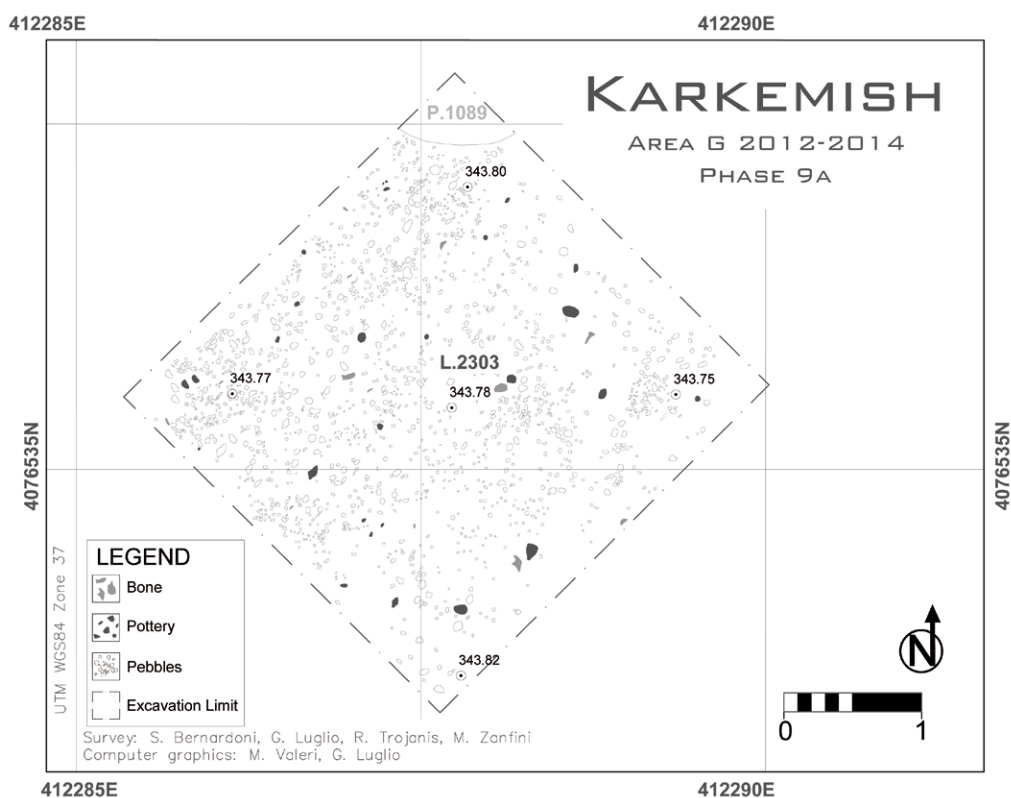 412285E
412290E
KARKEMISH
AREA G 2012-2014
PHASE 9A
P.1089
343.80
L.2303
343.77
343.78
343.75
4076535N
4076535N
343.82
LEGEND
Bone
Pottery
Pebbles
Excavation Limit
UTM WGS84 Zone 37
N
0
1
Survey: S. Bernardoni, G. Luglio, R. Trojanis, M. Zanfini
Computer graphics: M. Valeri, G. Luglio
412285E
412290E